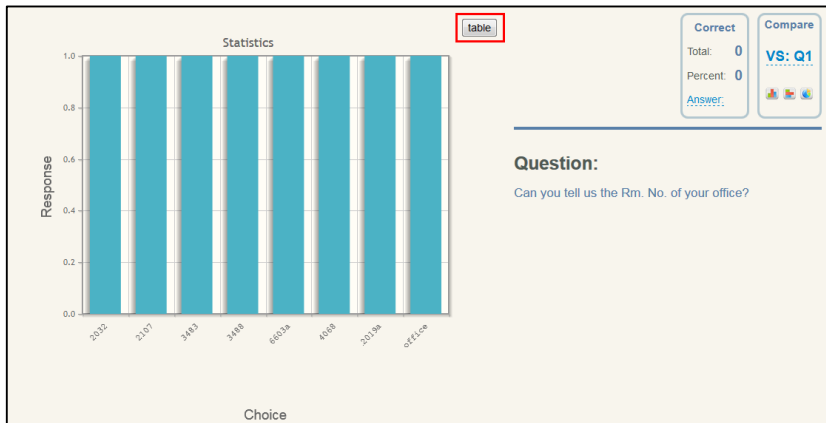 table
Statistics
1.0
0.8
0.6
0.4
0.2
0.0
Response
2032
2107
3483
3488
6603a
4068
2019a
office
Choice
Correct
Total: 0
Percent: 0
Answer:
Compare
VS: Q1
Question:
Can you tell us the Rm. No. of your office?